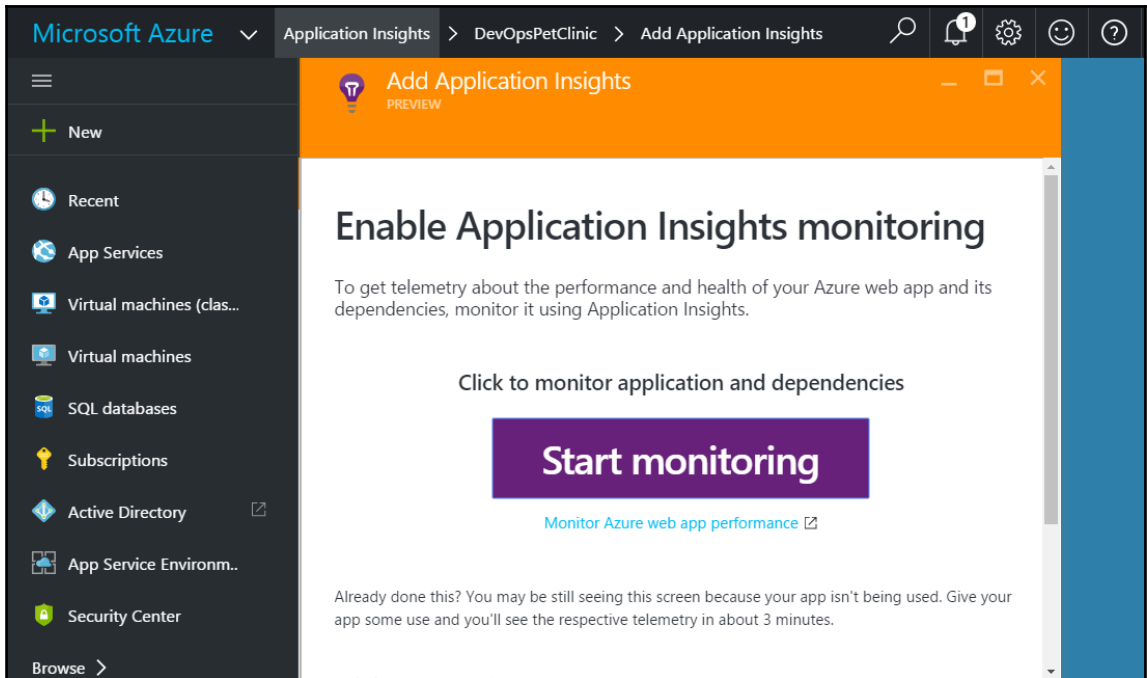 Microsoft Azure Application Insights > DevOpsPetClinic > Add Application Insights 1 ?
Add Application Insights
PREVIEW
New
Recent
App Services
Virtual machines (clas...
Virtual machines
SQL databases
Subscriptions
Active Directory
App Service Environm..
Security Center
Browse >
Enable Application Insights monitoring
To get telemetry about the performance and health of your Azure web app and its
dependencies, monitor it using Application Insights.
Click to monitor application and dependencies
Start monitoring
Monitor Azure web app performance
Already done this? You may be still seeing this screen because your app isn't being used. Give your
app some use and you'll see the respective telemetry in about 3 minutes.